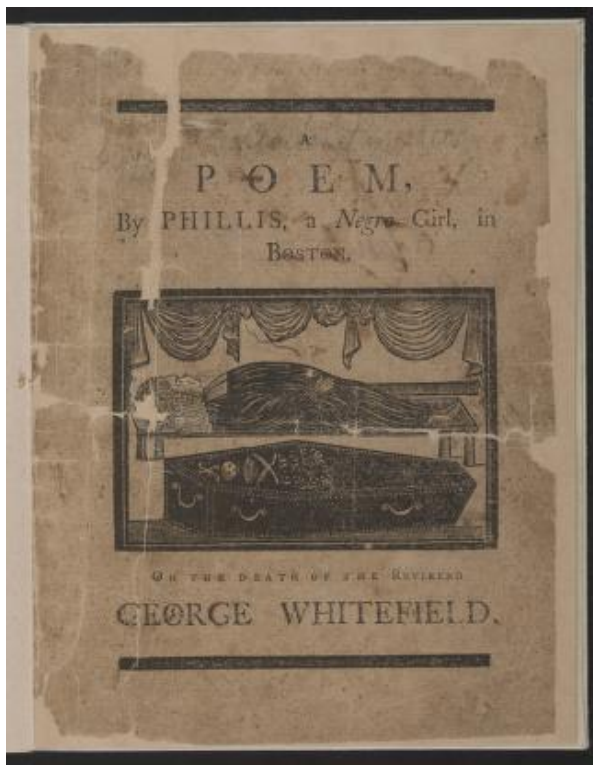 A
POEM,
By PHILLIS, a Negro Girl, in
BOSTON.
ON THE DEATH OF THE REVEREND
GEORGE WHITEFIELD.